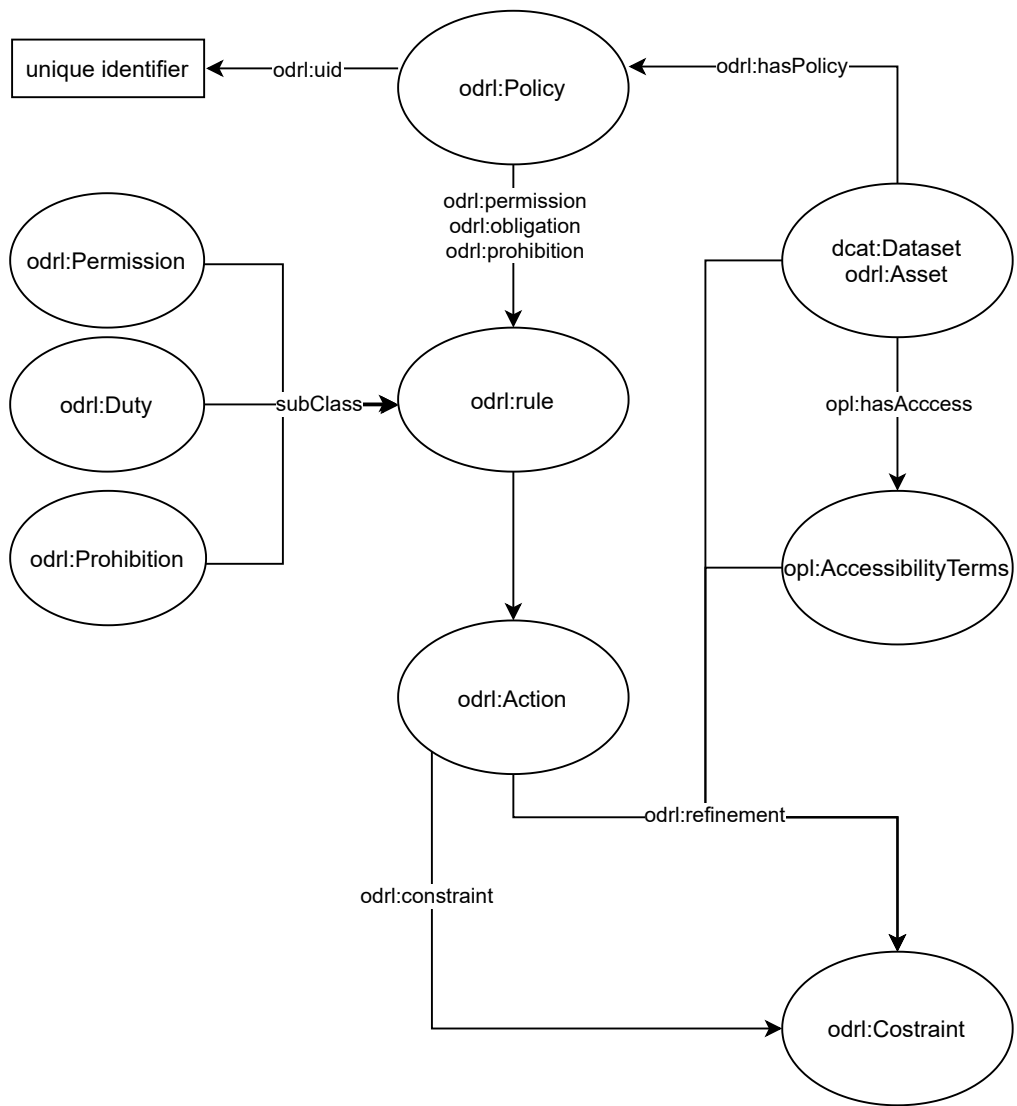 unique identifier
odrl:uid
odrl:Policy
odrl:hasPolicy
odrl:permission
odrl:obligation
odrl:prohibition
odrl:Permission
dcat:Dataset
odrl:Asset
odrl:Duty
subClass
odrl:rule
opl:hasAcccess
odrl:Prohibition
opl:AccessibilityTerms
odrl:Action
odrl:refinement
odrl:constraint
odrl:Costraint